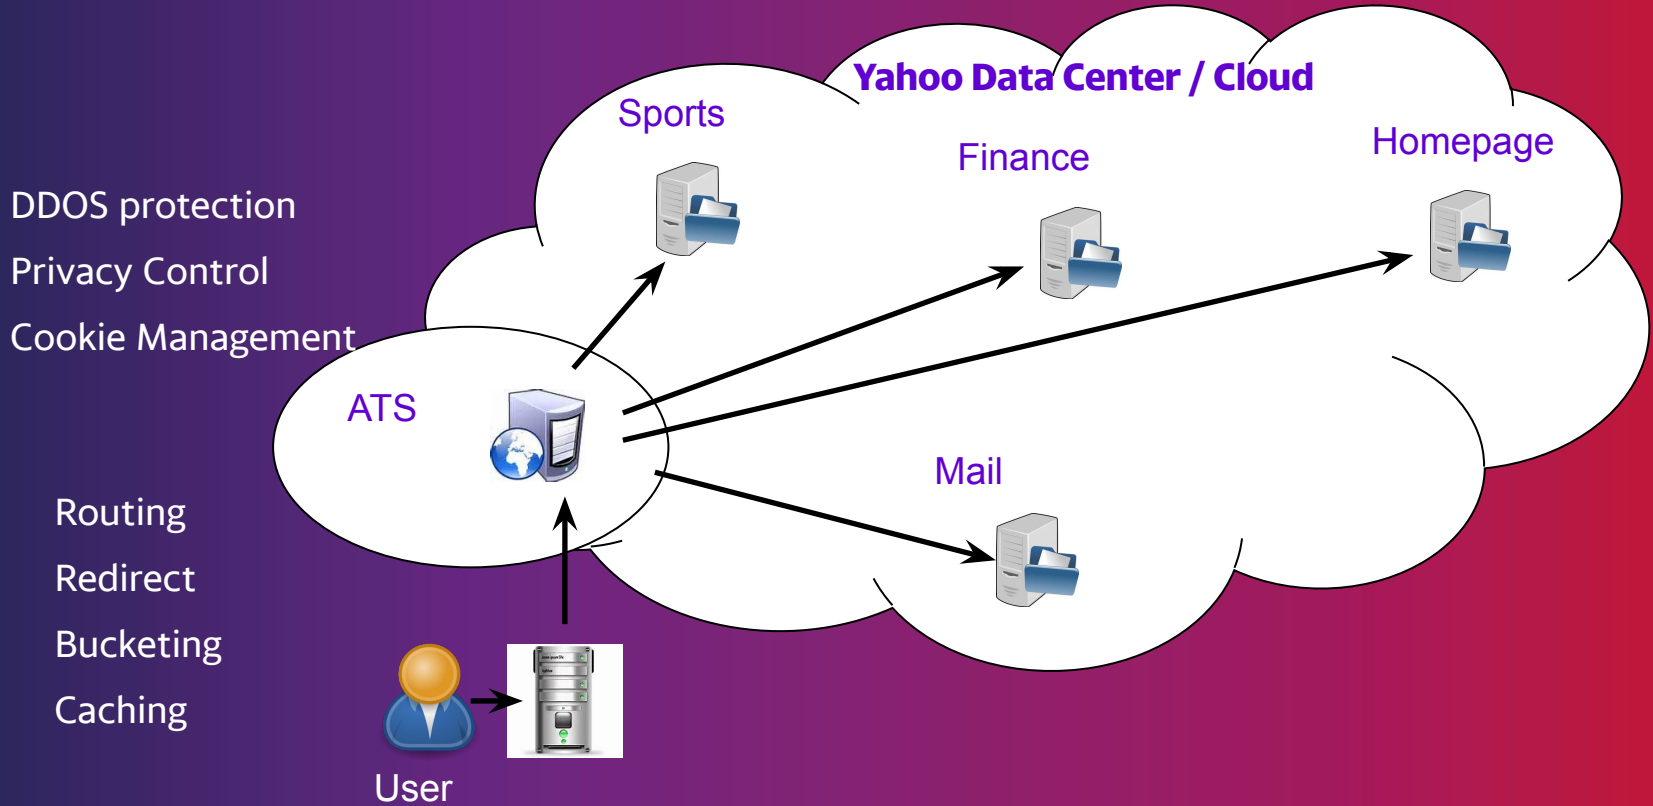 Yahoo Data Center / Cloud
Sports
Finance
Homepage
DDOS protection
Privacy Control
Cookie Management
ATS
Mail
Routing
Redirect
Bucketing
Caching
User